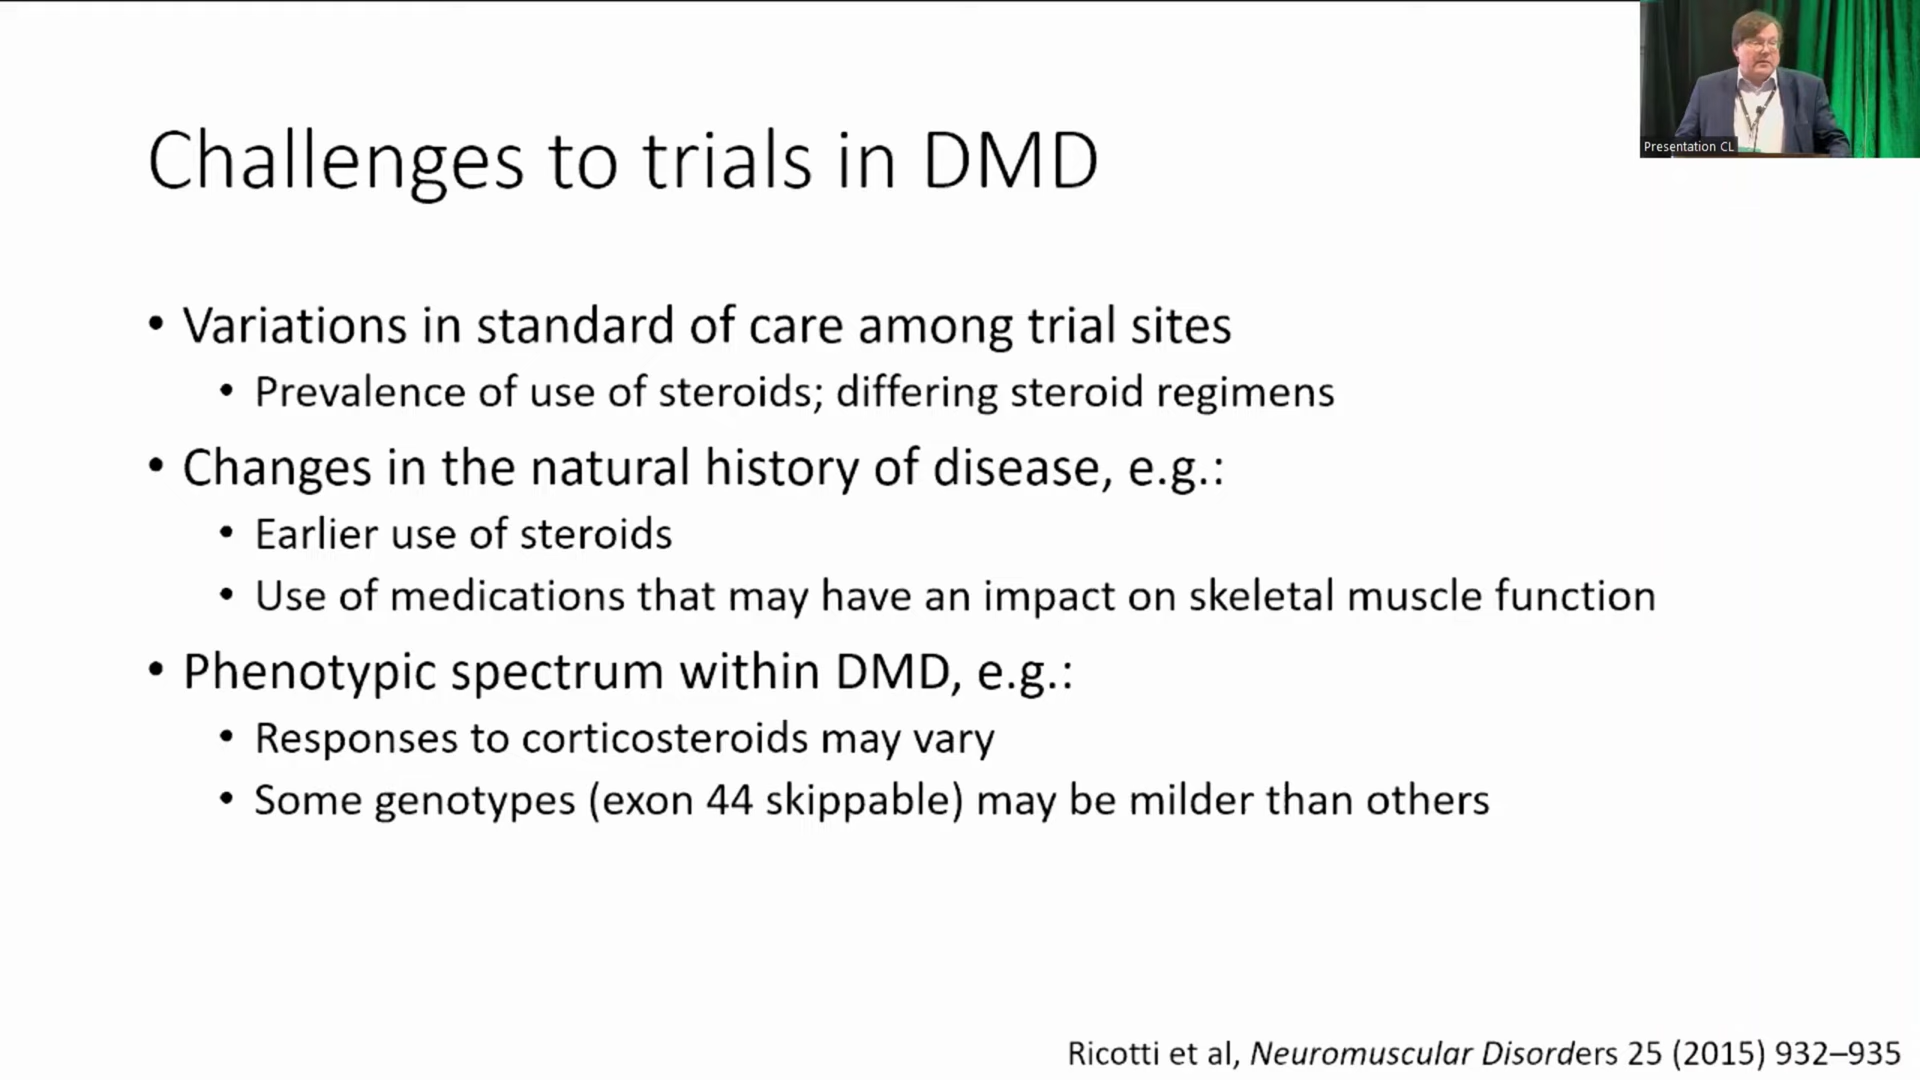 Challenges to trials in DMD
Presentation CL
• Variations in standard of care among trial sites
• Prevalence of use of steroids; differing steroid regimens
• Changes in the natural history of disease, e.g.:
• Earlier use of steroids
• Use of medications that may have an impact on skeletal muscle function
• Phenotypic spectrum within DMD, e.g.:
• Responses to corticosteroids may vary
• Some genotypes (exon 44 skippable) may be milder than others
Ricotti et al, Neuromuscular Disorders 25 (2015) 932–935